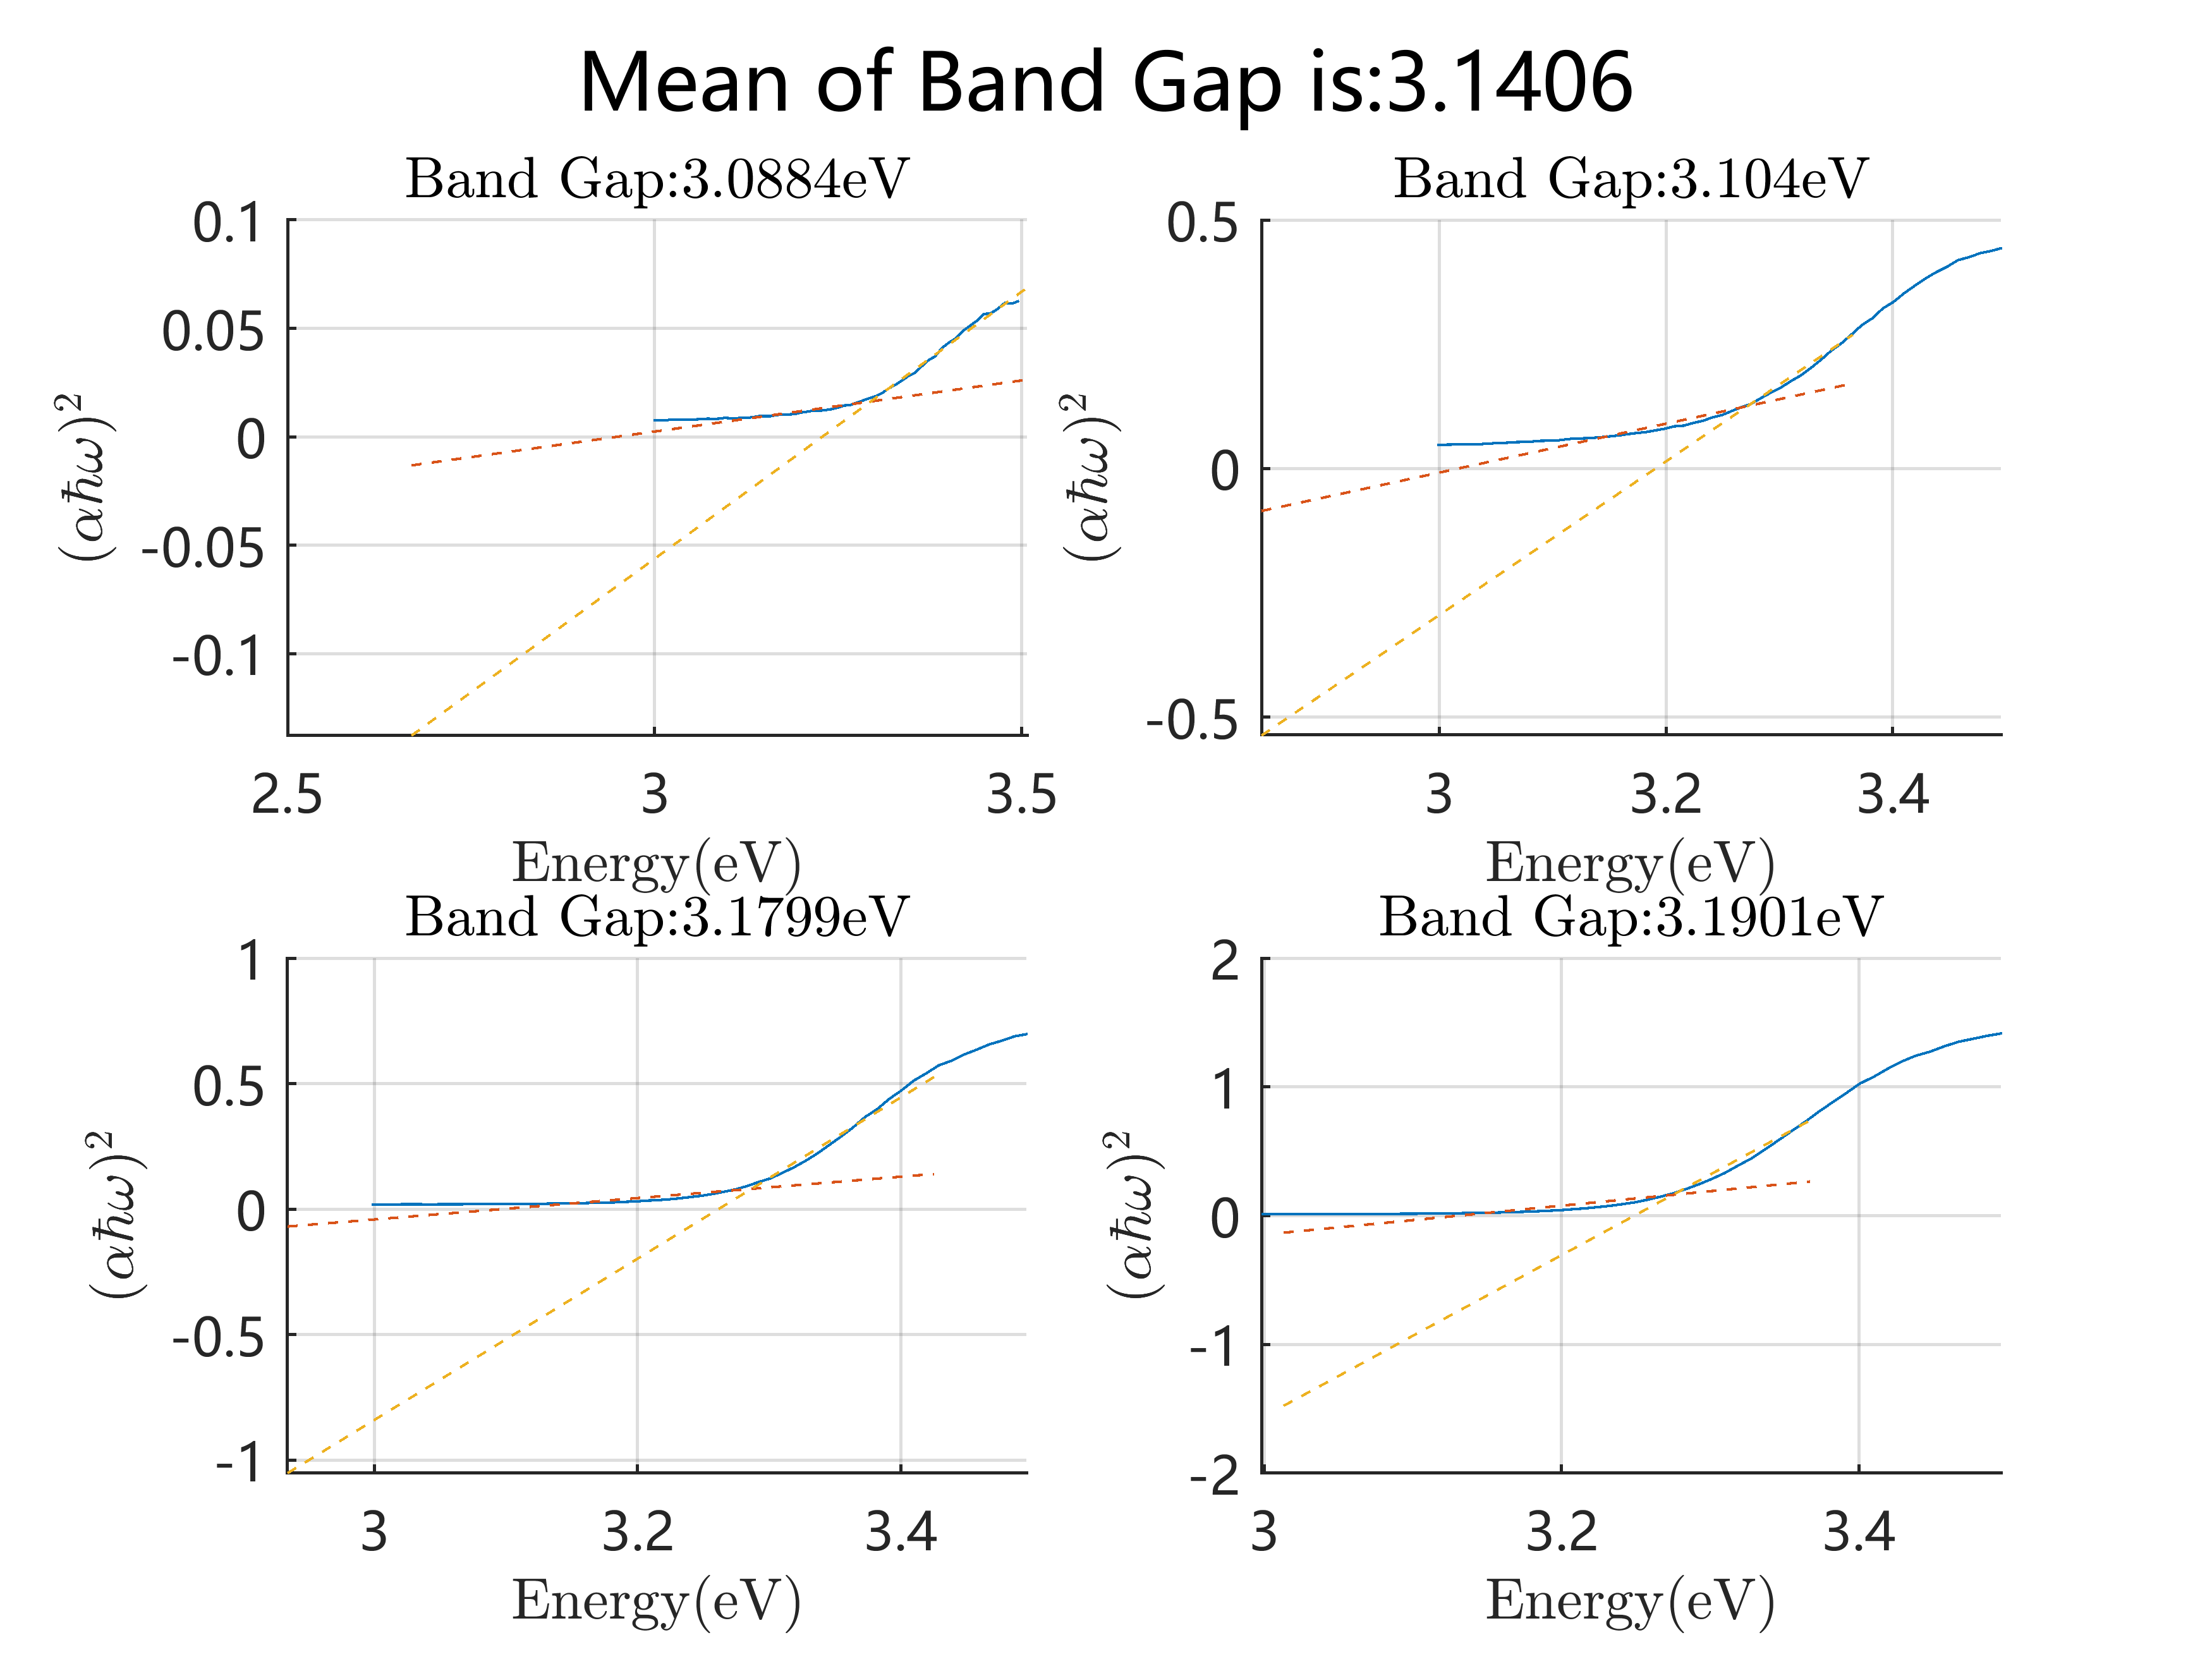 Mean of Band Gap is:3.1406
Band Gap:3.0884eV
0.1
0.05
0
-0.05
-0.1
(αħω)²
2.5 3 3.5
Energy(eV)
Band Gap:3.104eV
0.5
0
-0.5
(αħω)²
3 3.2 3.4
Energy(eV)
Band Gap:3.1799eV
1
0.5
0
-0.5
-1
(αħω)²
3 3.2 3.4
Energy(eV)
Band Gap:3.1901eV
2
1
0
-1
-2
(αħω)²
3 3.2 3.4
Energy(eV)